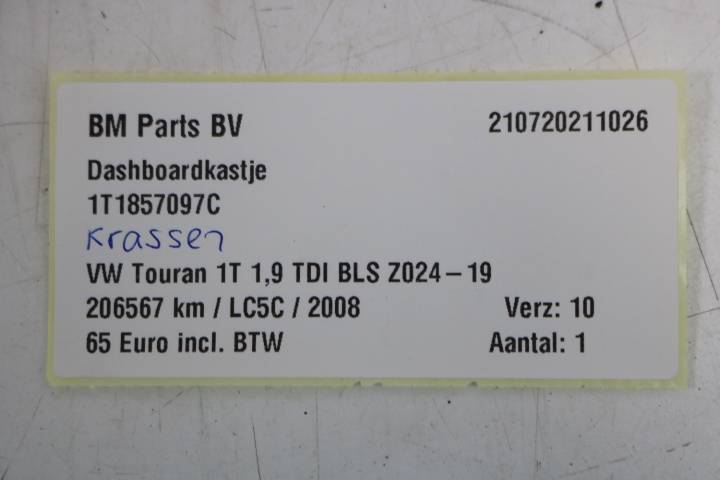 BM Parts BV 210720211026
Dashboardkastje
1T1857097C
Krassen
VW Touran 1T 1,9 TDI BLS Z024-19
206567 km / LC5C / 2008 Verz: 10
65 Euro incl. BTW Aantal: 1